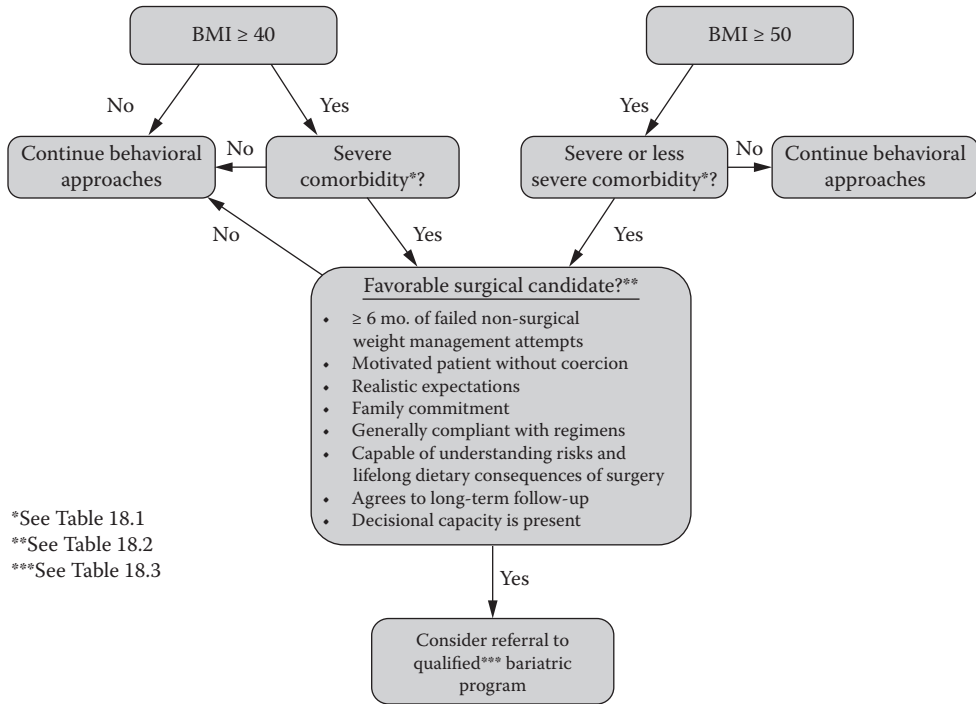 BMI ≥ 40
BMI ≥ 50
No
Yes
Yes
Continue behavioral
approaches
No
Severe
comorbidity*?
Severe or less
severe comorbidity*?
No
Continue behavioral
approaches
No
Yes
Yes
Favorable surgical candidate?**
• ≥ 6 mo. of failed non-surgical
weight management attempts
• Motivated patient without coercion
• Realistic expectations
• Family commitment
• Generally compliant with regimens
• Capable of understanding risks and
lifelong dietary consequences of surgery
• Agrees to long-term follow-up
• Decisional capacity is present
*See Table 18.1
**See Table 18.2
***See Table 18.3
Yes
Consider referral to
qualified*** bariatric
program